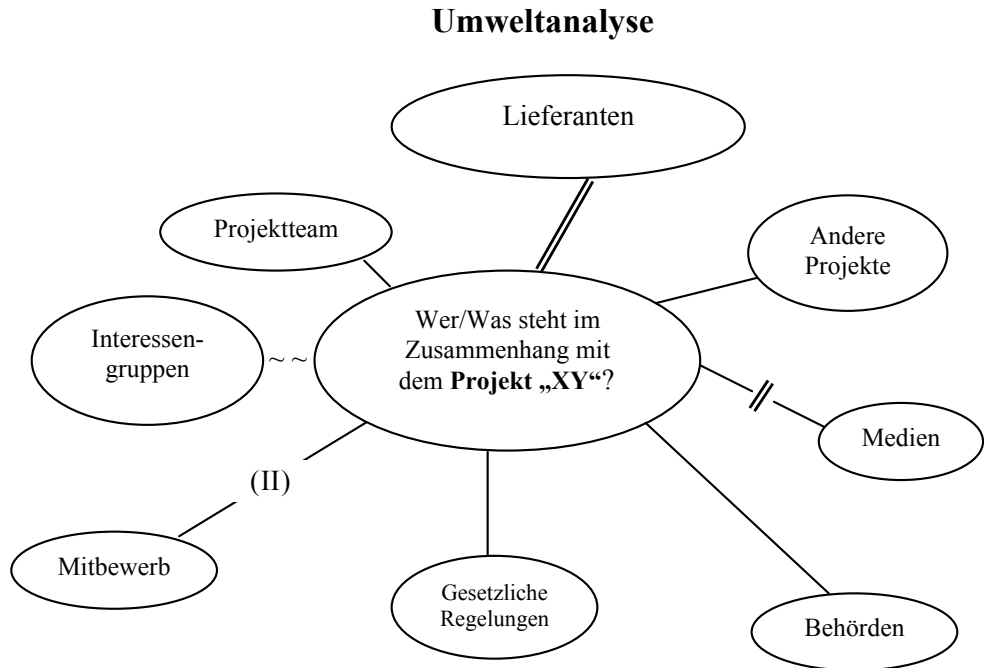 Umweltanalyse
Lieferanten
Projektteam
Andere
Projekte
Interessen-
gruppen
~ ~
Wer/Was steht im
Zusammenhang mit
dem Projekt „XY“?
Medien
(II)
Mitbewerb
Gesetzliche
Regelungen
Behörden